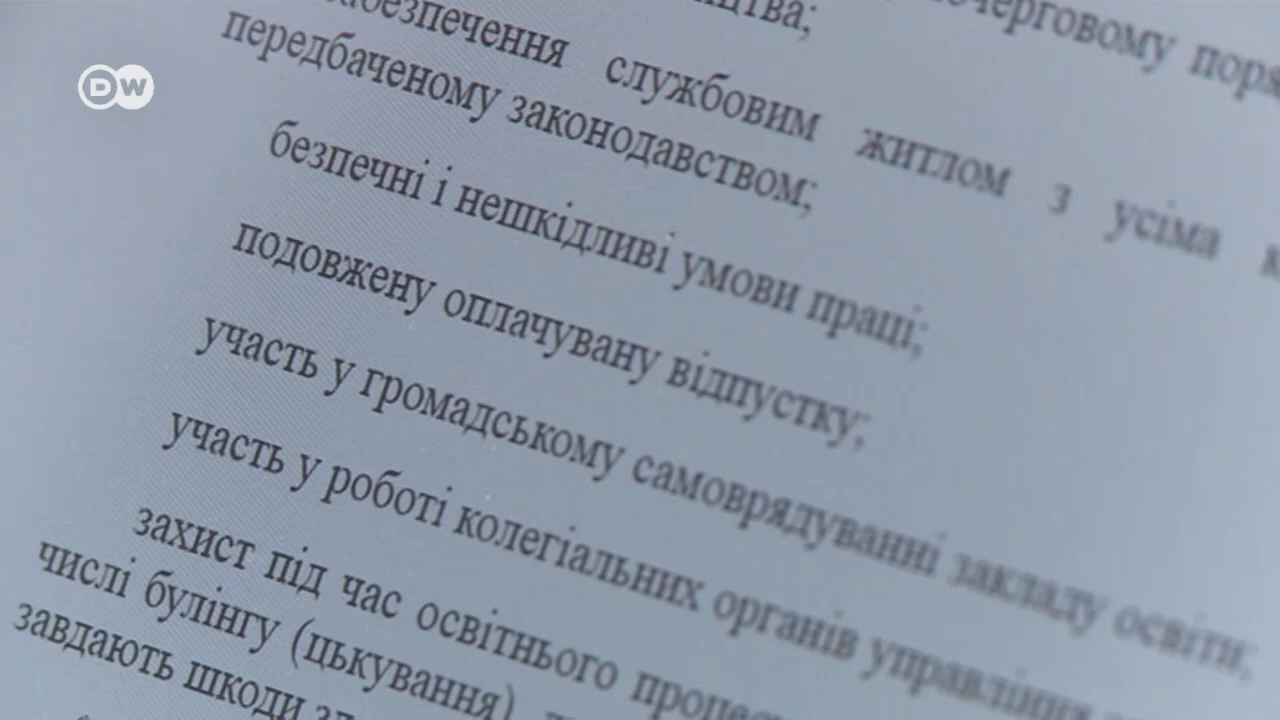 DW
забезпечення службовим житлом з усіма
передбаченому законодавством;
безпечні і нешкідливі умови праці;
подовжену оплачувану відпустку;
участь у громадському самоврядуванні закладу освіти;
участь у роботі колегіальних органів управління
захист під час освітнього
числі булінгу (цькування)
завдають шкоди